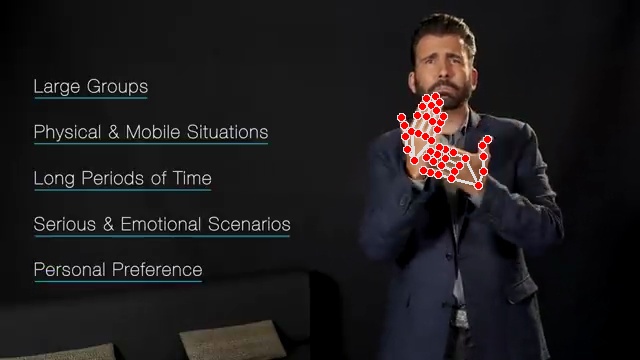 Large Groups
Physical & Mobile Situations
Long Periods of Time
Serious & Emotional Scenarios
Personal Preference